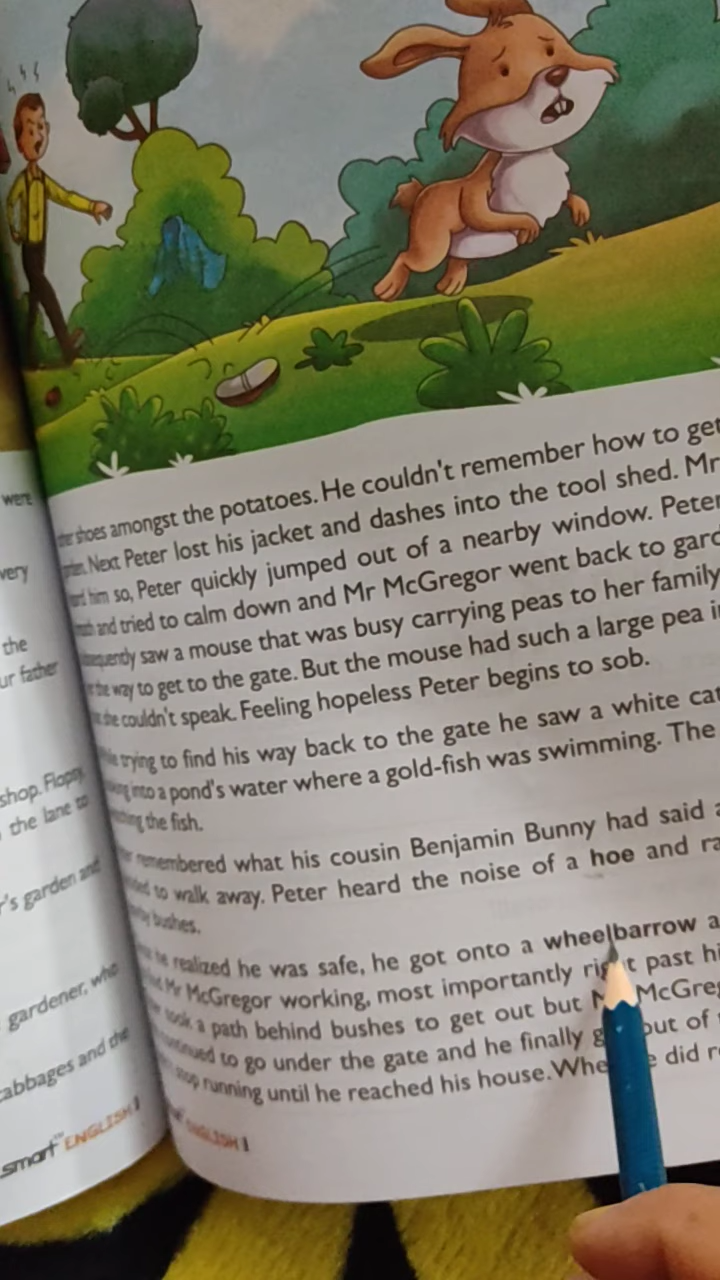 were
very
the
ur father
shop. Flopsy,
the lane to
r's garden and
gardener, who
cabbages and the
smart ENGLISH
shoes amongst the potatoes. He couldn't remember how to get
Next Peter lost his jacket and dashes into the tool shed. Mr
him so, Peter quickly jumped out of a nearby window. Peter
and tried to calm down and Mr McGregor went back to gard
saw a mouse that was busy carrying peas to her family
the way to get to the gate. But the mouse had such a large pea i
she couldn't speak. Feeling hopeless Peter begins to sob.
trying to find his way back to the gate he saw a white cat
into a pond's water where a gold-fish was swimming. The
the fish.
remembered what his cousin Benjamin Bunny had said a
to walk away. Peter heard the noise of a hoe and ra
bushes.
he realized he was safe, he got onto a wheelbarrow a
Mr McGregor working, most importantly right past hi
took a path behind bushes to get out but McGreg
to go under the gate and he finally out of
stop running until he reached his house. did r
ENGLISH